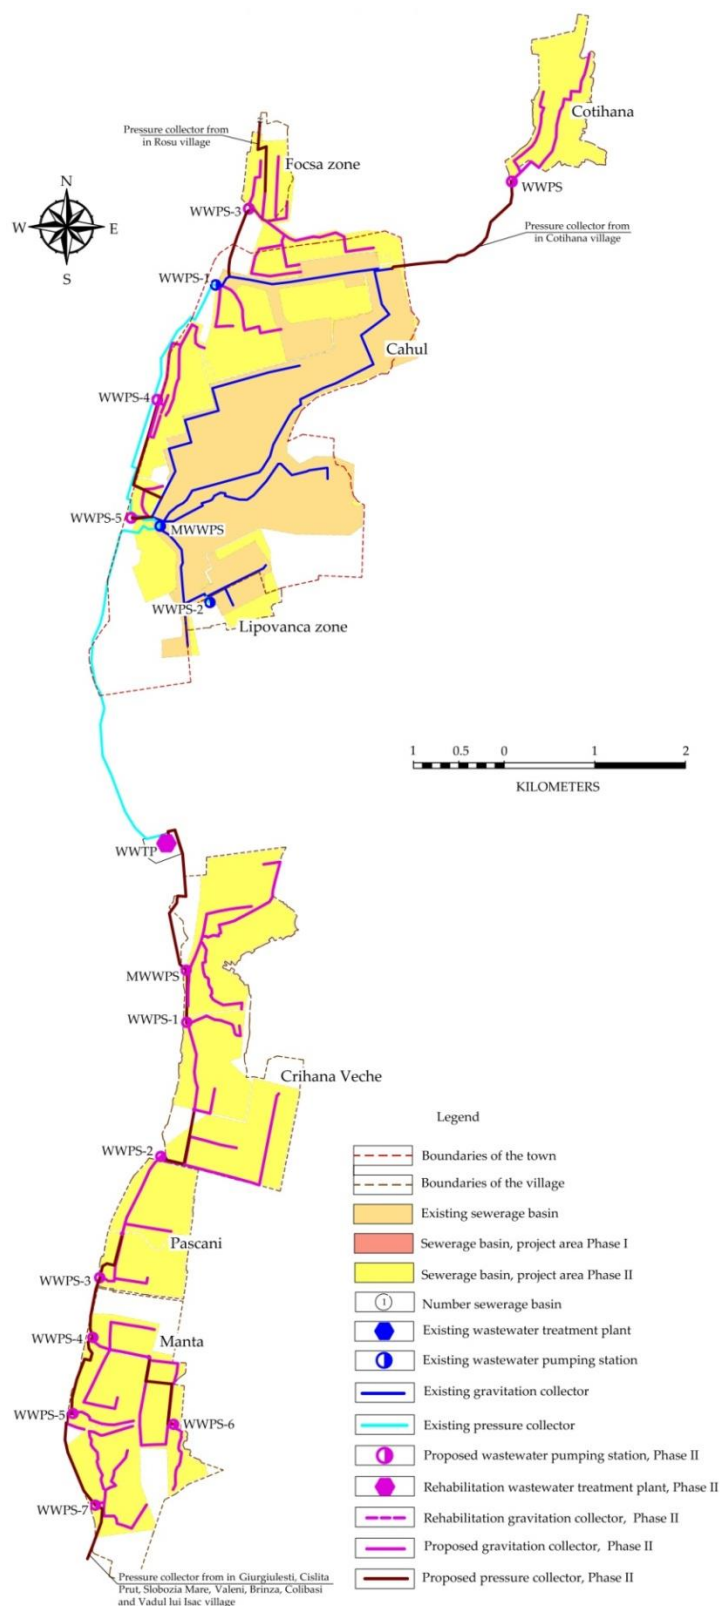 Cotihana
Pressure collector from
in Rosu village
Focsa zone
WWPS
N
WWPS-3
W
E
Pressure collector from
in Cotihana village
S
WWPS-1
Cahul
WWPS-4
WWPS-5
MWWPS
WWPS-2
Lipovanca zone
1 0.5 0 1 2
KILOMETERS
WWTP
MWWPS
WWPS-1
Crihana Veche
Legend
WWPS-2
Boundaries of the town
Boundaries of the village
Existing sewerage basin
Pascani
Sewerage basin, project area Phase I
WWPS-3
Sewerage basin, project area Phase II
1
Number sewerage basin
WWPS-4
Manta
Existing wastewater treatment plant
Existing wastewater pumping station
Existing gravitation collector
WWPS-5
WWPS-6
Existing pressure collector
Proposed wastewater pumping station, Phase II
Rehabilitation wastewater treatment plant, Phase II
WWPS-7
Rehabilitation gravitation collector, Phase II
Proposed gravitation collector, Phase II
Proposed pressure collector, Phase II
Pressure collector from in Giurgiulesti, Cislita
Prut, Slobozia Mare, Valeni, Brinza, Colibasi
and Vadul lui Isac village